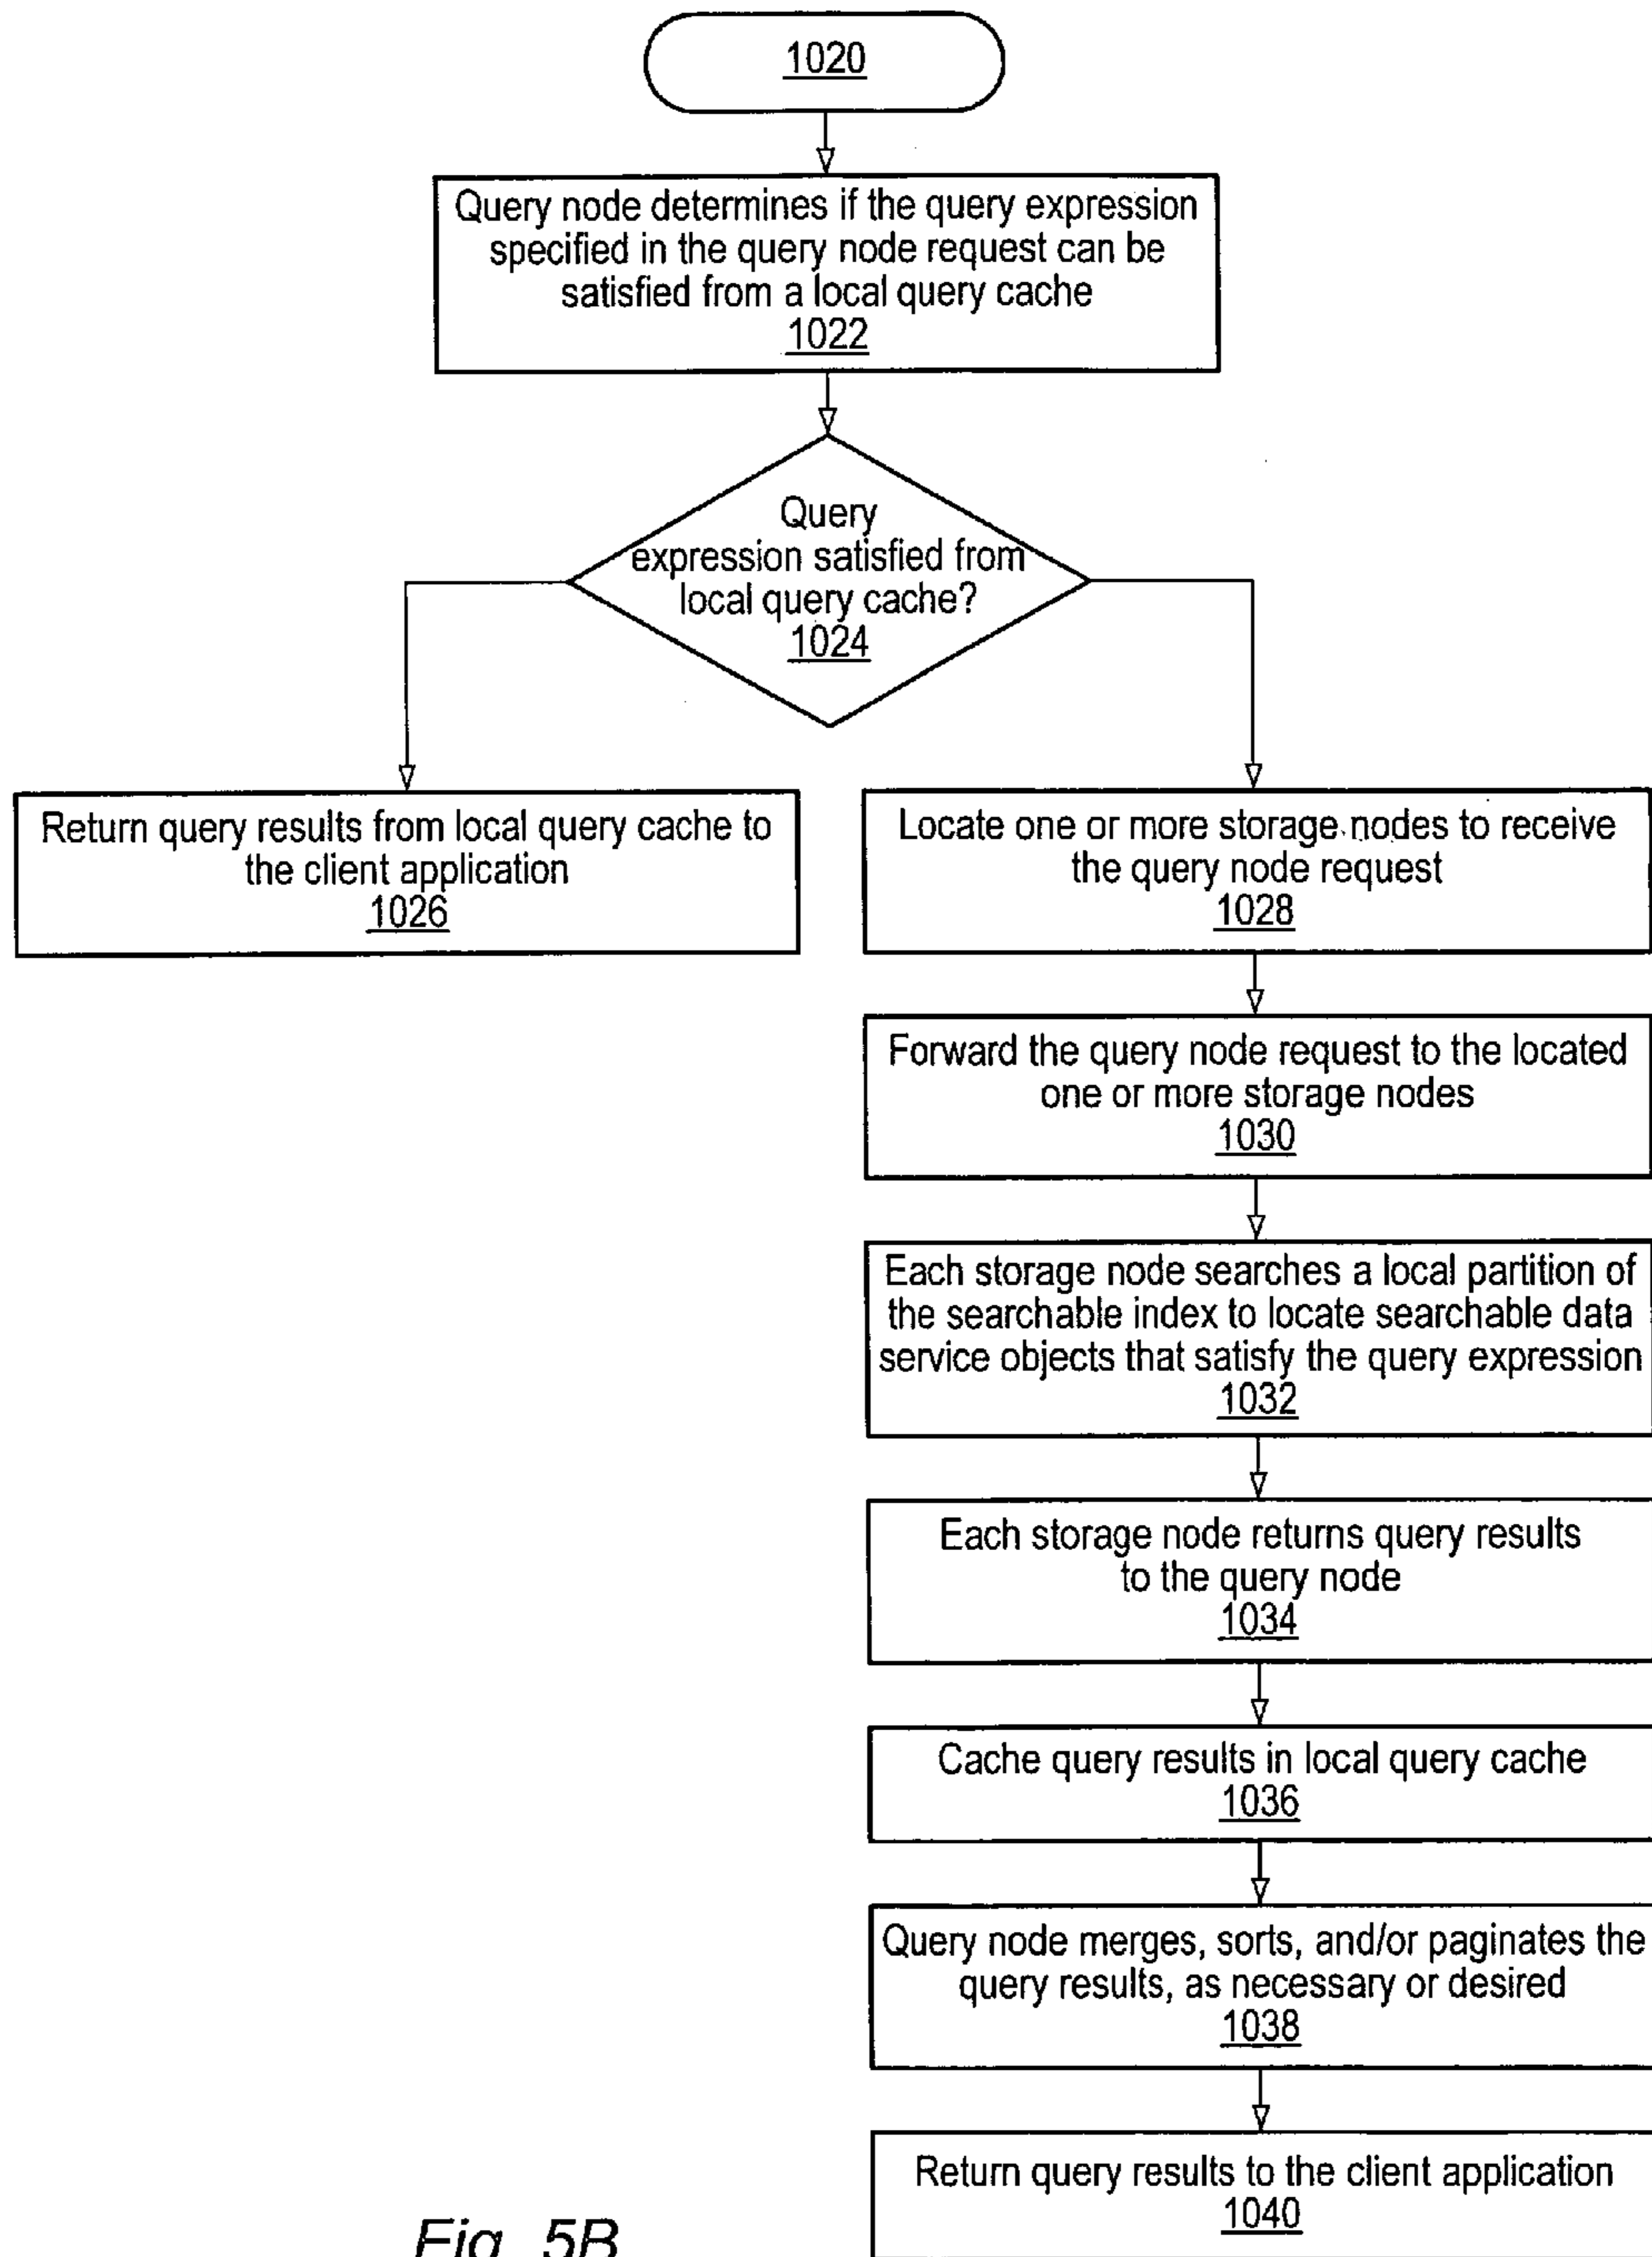 1020
Query node determines if the query expression
specified in the query node request can be
satisfied from a local query cache
1022
Query
expression satisfied from
local query cache?
1024
Return query results from local query cache to
the client application
1026
Locate one or more storage nodes to receive
the query node request
1028
Forward the query node request to the located
one or more storage nodes
1030
Each storage node searches a local partition of
the searchable index to locate searchable data
service objects that satisfy the query expression
1032
Each storage node returns query results
to the query node
1034
Cache query results in local query cache
1036
Query node merges, sorts, and/or paginates the
query results, as necessary or desired
1038
Return query results to the client application
1040
Fig. 5B